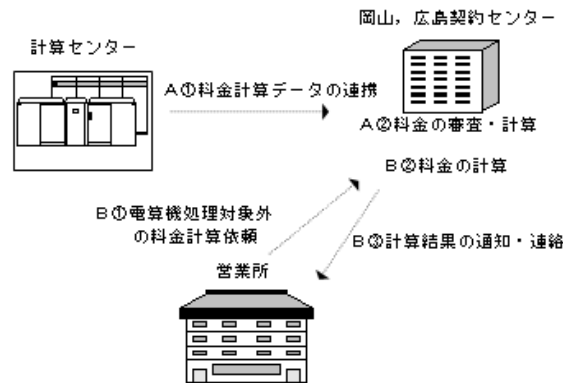 岡山，広島契約センター
計算センター
A①料金計算データの連携
A②料金の審査・計算
B②料金の計算
B①電算機処理対象外
の料金計算依頼
B③計算結果の通知・連絡
営業所